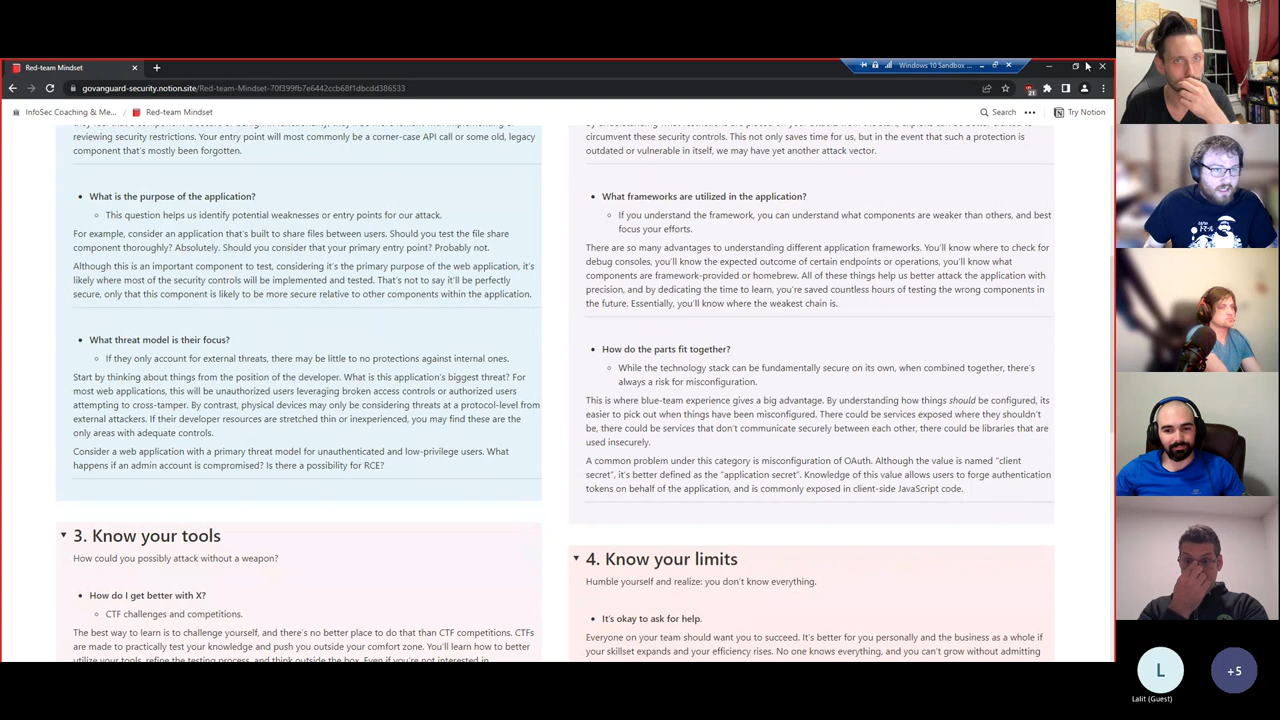 Red-team Mindset
Windows 10 Sandbox ...
govanguard-security.notion.site/Red-team-Mindset-70f399fb7e6442ccb68f1dbcdd386533
21
InfoSec Coaching & Me... / Red-team Mindset
Search
Try Notion
reviewing security restrictions. Your entry point will most commonly be a corner-case API call or some old, legacy
component that's mostly been forgotten.
• What is the purpose of the application?
○ This question helps us identify potential weaknesses or entry points for our attack.
For example, consider an application that's built to share files between users. Should you test the file share
component thoroughly? Absolutely. Should you consider that your primary entry point? Probably not.
Although this is an important component to test, considering it's the primary purpose of the web application, it's
likely where most of the security controls will be implemented and tested. That's not to say it'll be perfectly
secure, only that this component is likely to be more secure relative to other components within the application.
• What threat model is their focus?
○ If they only account for external threats, there may be little to no protections against internal ones.
Start by thinking about things from the position of the developer. What is this application's biggest threat? For
most web applications, this will be unauthorized users leveraging broken access controls or authorized users
attempting to cross-tamper. By contrast, physical devices may only be considering threats at a protocol-level from
external attackers. If their developer resources are stretched thin or inexperienced, you may find these are the
only areas with adequate controls.
Consider a web application with a primary threat model for unauthenticated and low-privilege users. What
happens if an admin account is compromised? Is there a possibility for RCE?
3. Know your tools
How could you possibly attack without a weapon?
• How do I get better with X?
○ CTF challenges and competitions.
The best way to learn is to challenge yourself, and there's no better place to do that than CTF competitions. CTFs
are made to practically test your knowledge and push you outside your comfort zone. You'll learn how to better
utilize your tools, refine the testing process, and think outside the box. Even if you're not interested in
circumvent these security controls. This not only saves time for us, but in the event that such a protection is
outdated or vulnerable in itself, we may have yet another attack vector.
• What frameworks are utilized in the application?
○ If you understand the framework, you can understand what components are weaker than others, and best
focus your efforts.
There are so many advantages to understanding different application frameworks. You'll know where to check for
debug consoles, you'll know the expected outcome of certain endpoints or operations, you'll know what
components are framework-provided or homebrew. All of these things help us better attack the application with
precision, and by dedicating the time to learn, you're saved countless hours of testing the wrong components in
the future. Essentially, you'll know where the weakest chain is.
• How do the parts fit together?
○ While the technology stack can be fundamentally secure on its own, when combined together, there's
always a risk for misconfiguration.
This is where blue-team experience gives a big advantage. By understanding how things should be configured, its
easier to pick out when things have been misconfigured. There could be services exposed where they shouldn't
be, there could be services that don't communicate securely between each other, there could be libraries that are
used insecurely.
A common problem under this category is misconfiguration of OAuth. Although the value is named "client
secret", it's better defined as the "application secret". Knowledge of this value allows users to forge authentication
tokens on behalf of the application, and is commonly exposed in client-side JavaScript code.
4. Know your limits
Humble yourself and realize: you don't know everything.
• It's okay to ask for help.
Everyone on your team should want you to succeed. It's better for you personally and the business as a whole if
your skillset expands and your efficiency rises. No one knows everything, and you can't grow without admitting
L
Lalit (Guest)
+5